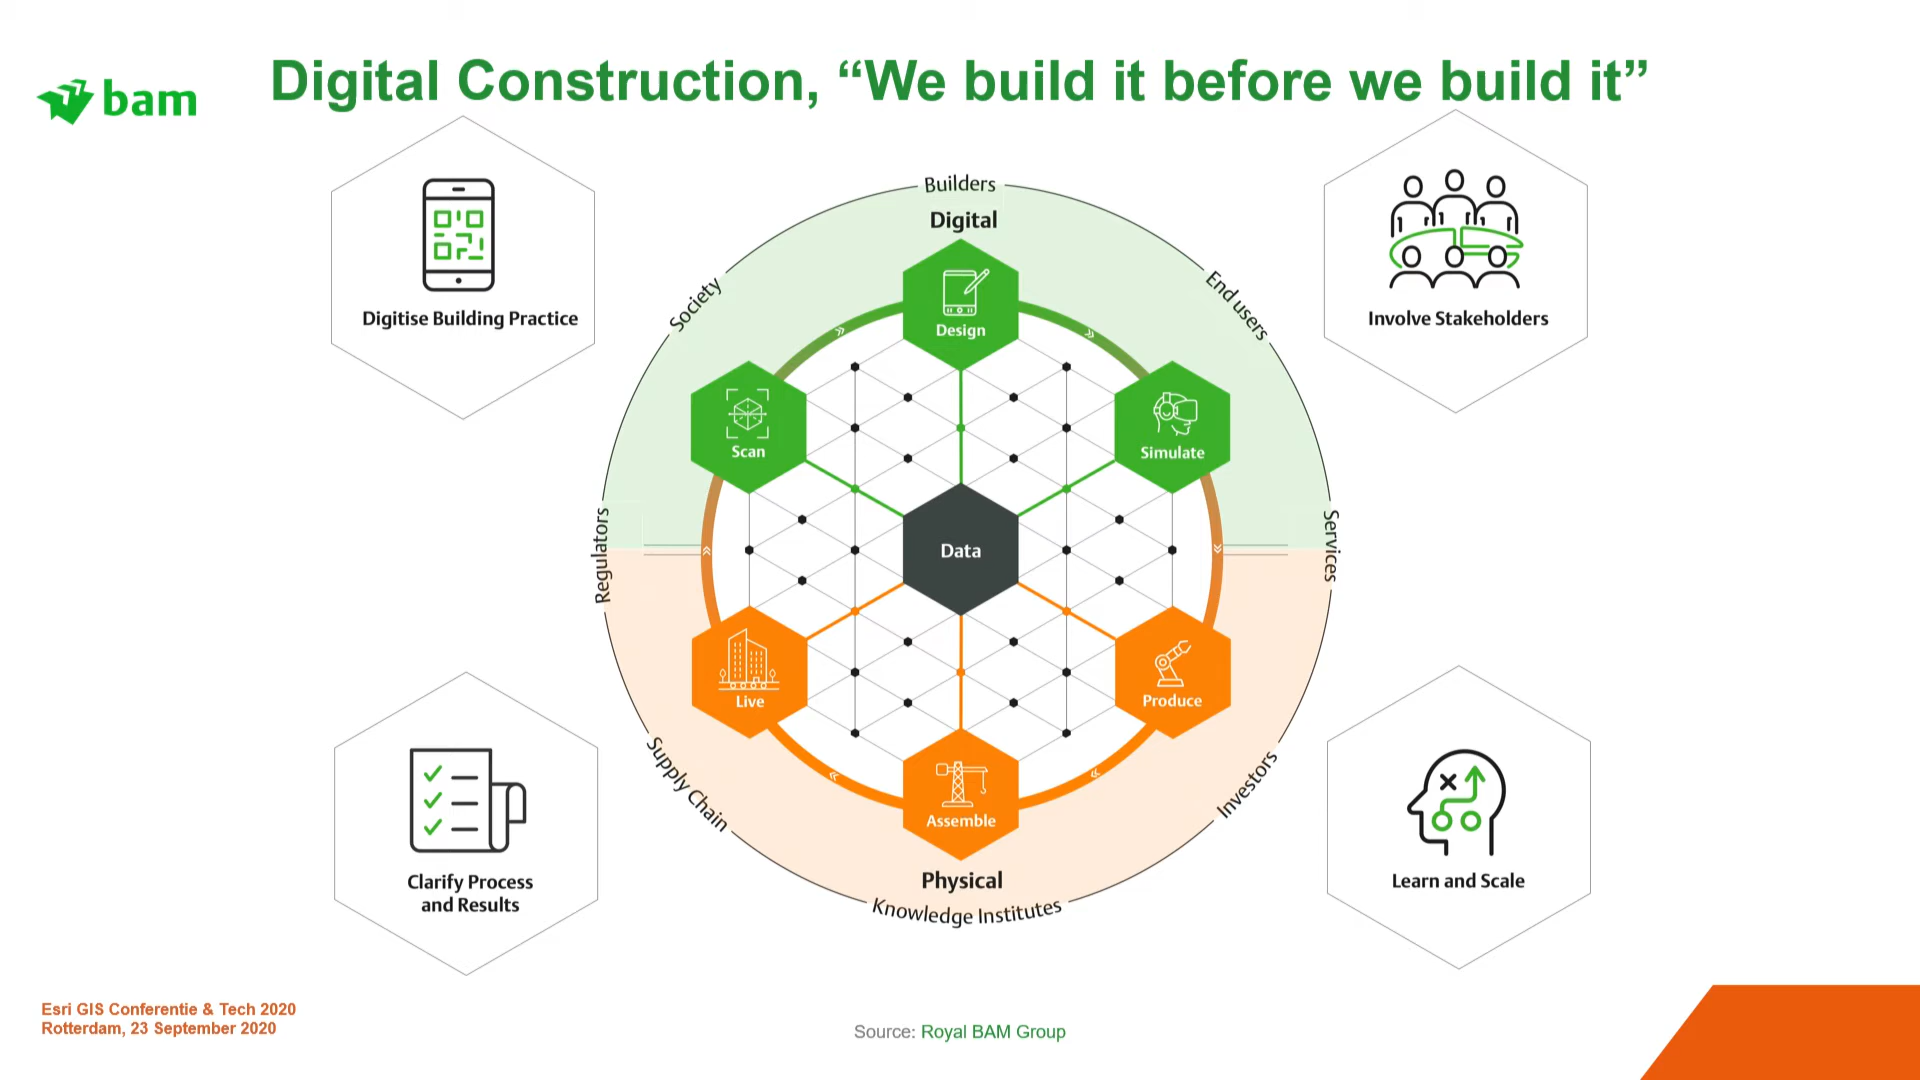 bam
Digital Construction, “We build it before we build it”
Digitise Building Practice
Involve Stakeholders
Builders
Digital
Society
End users
Design
Scan
Simulate
Regulators
Data
Services
Live
Produce
Supply Chain
Assemble
Investors
Physical
Knowledge Institutes
Clarify Process
and Results
Learn and Scale
Esri GIS Conferentie & Tech 2020
Rotterdam, 23 September 2020
Source: Royal BAM Group